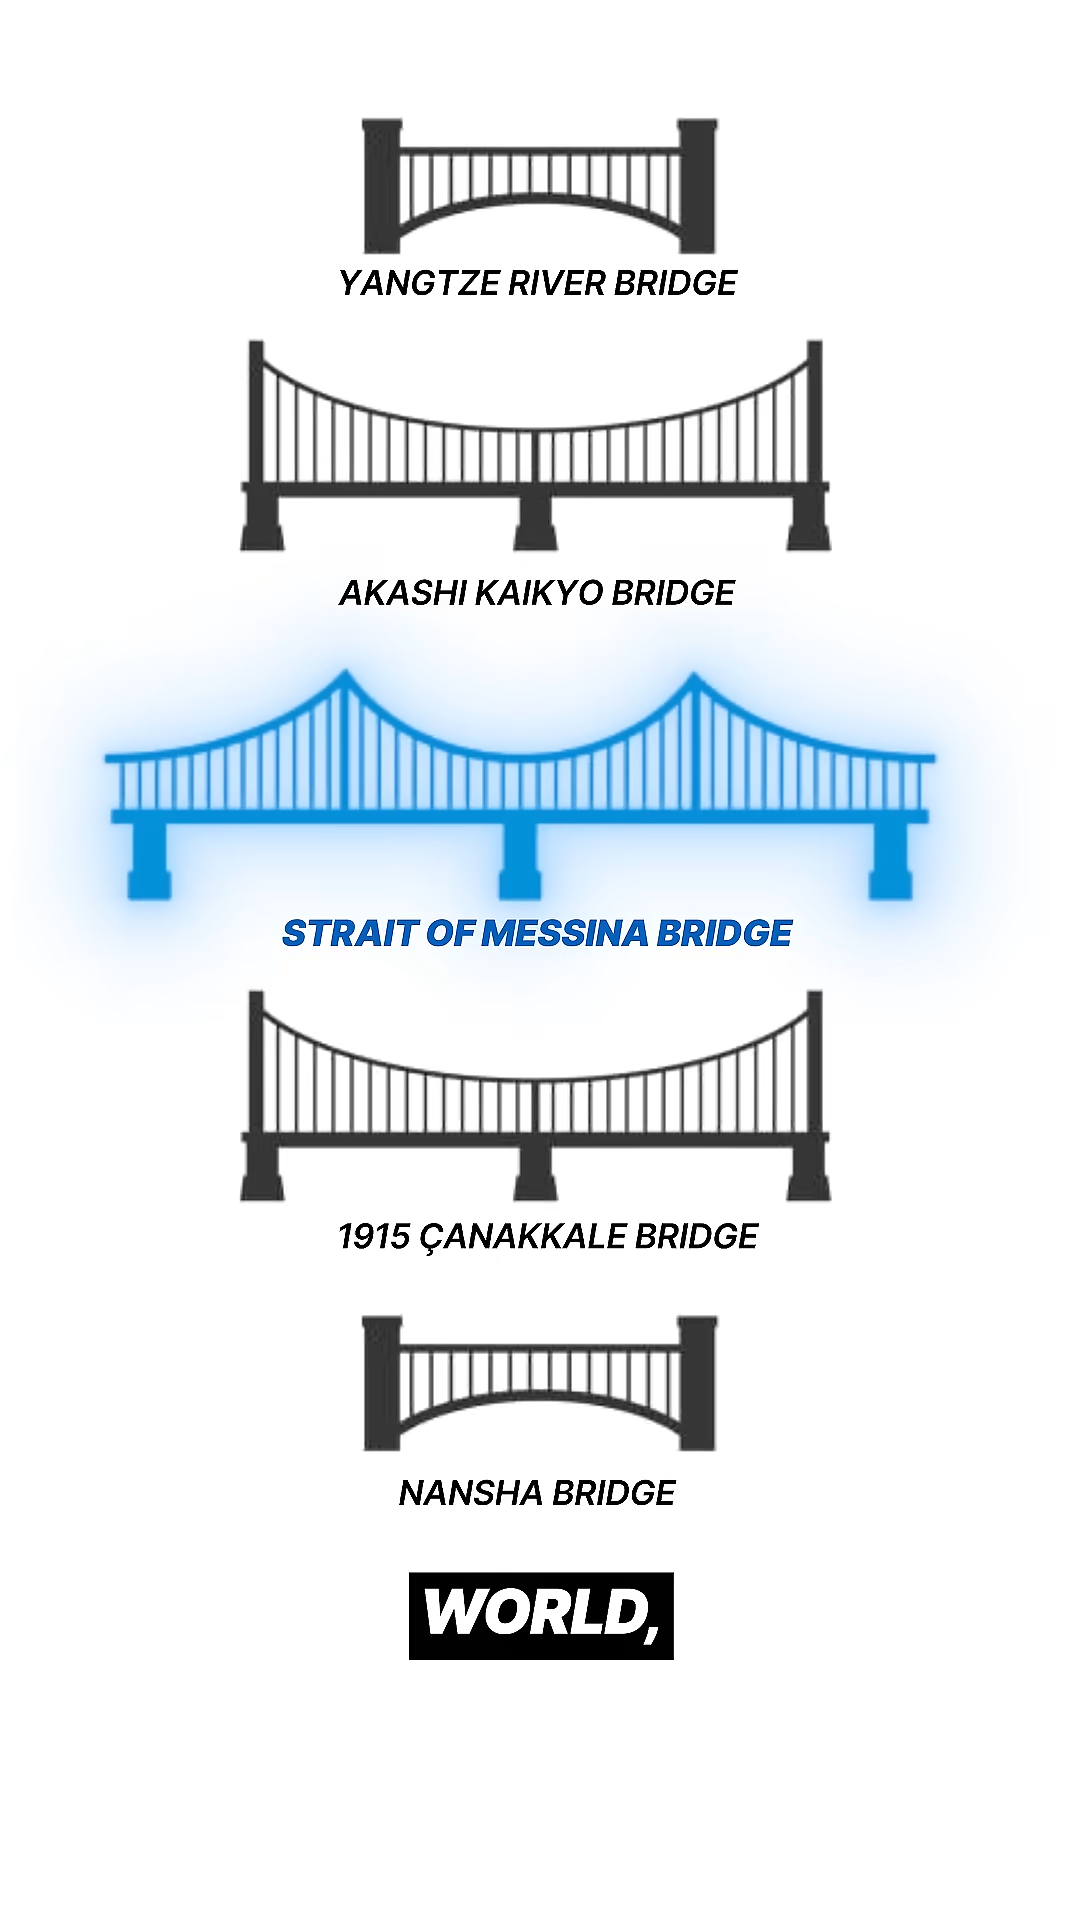 YANGTZE RIVER BRIDGE
AKASHI KAIKYO BRIDGE
STRAIT OF MESSINA BRIDGE
1915 ÇANAKKALE BRIDGE
NANSHA BRIDGE
WORLD,